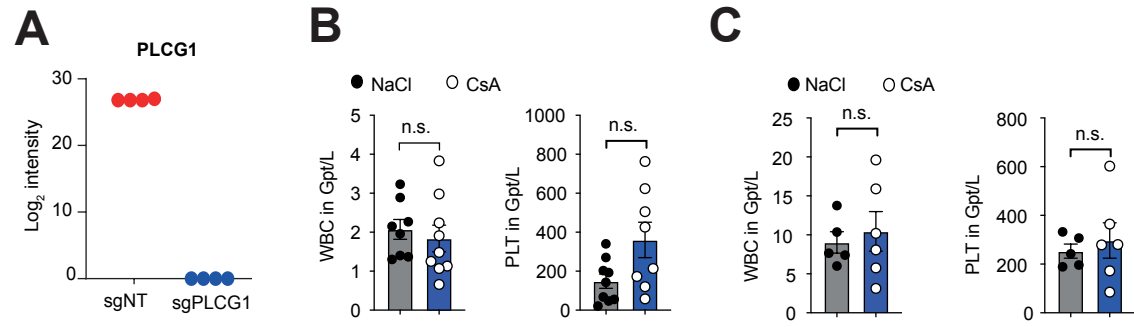 A
PLCG1
Log2 intensity
30
20
10
0
sgNT
sgPLCG1
B
NaCl
CsA
WBC in Gpt/L
5
4
3
2
1
0
n.s.
PLT in Gpt/L
1000
800
600
400
200
0
n.s.
C
NaCl
CsA
WBC in Gpt/L
25
20
15
10
5
0
n.s.
PLT in Gpt/L
800
600
400
200
0
n.s.